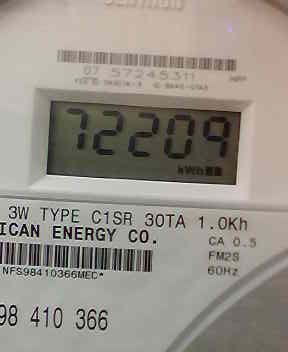 CENTRON
07 57245311
72209
kWh
3W TYPE C1SR 30TA 1.0Kh
ICAN ENERGY CO.
CA 0.5
FM2S
60Hz
NFS98410366MEC*
98 410 366